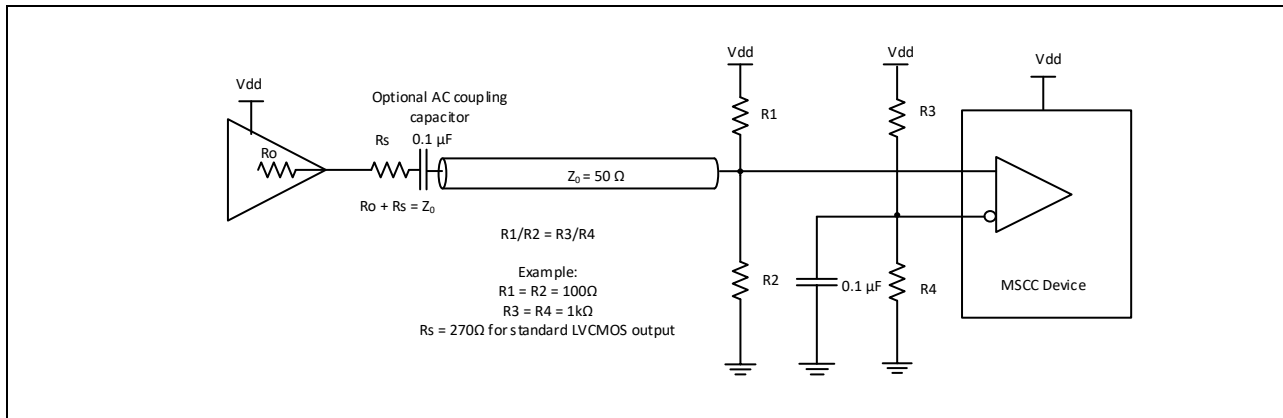 Vdd
Vdd
Vdd
Vdd
Optional AC coupling
capacitor
0.1 µF
Rs
Ro
R1
R3
Z₀ = 50 Ω
Ro + Rs = Z₀
R1/R2 = R3/R4
Example:
R1 = R2 = 100Ω
R3 = R4 = 1kΩ
Rs = 270Ω for standard LVCMOS output
R2
0.1 µF
R4
MSCC Device